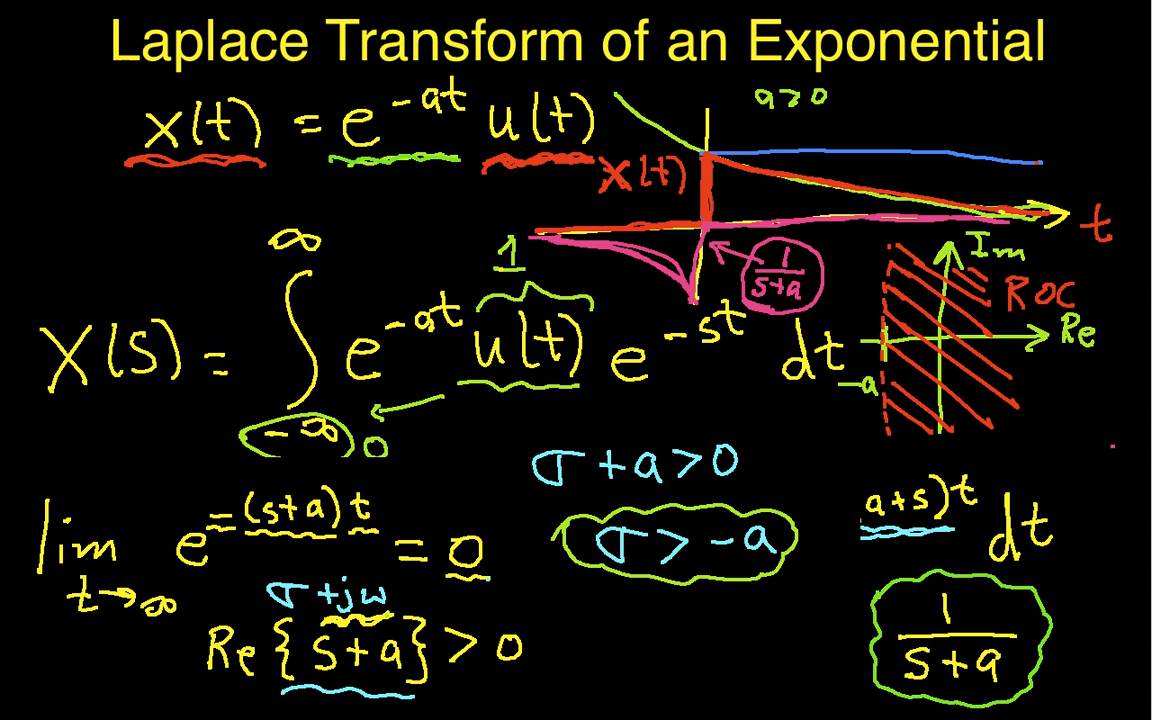 Laplace Transform of an Exponential
x(t) = e^{-at} u(t)
a>0
x(t)
t
1
1/(s+a)
Im
ROC
Re
-a
X(s) = ∫_{-∞}^{∞} e^{-at} u(t) e^{-st} dt
0
σ+a>0
σ>-a
lim_{t→∞} e^{-(s+a)t} = 0
a+s)t dt
σ+jω
Re{s+a}>0
1/(s+a)